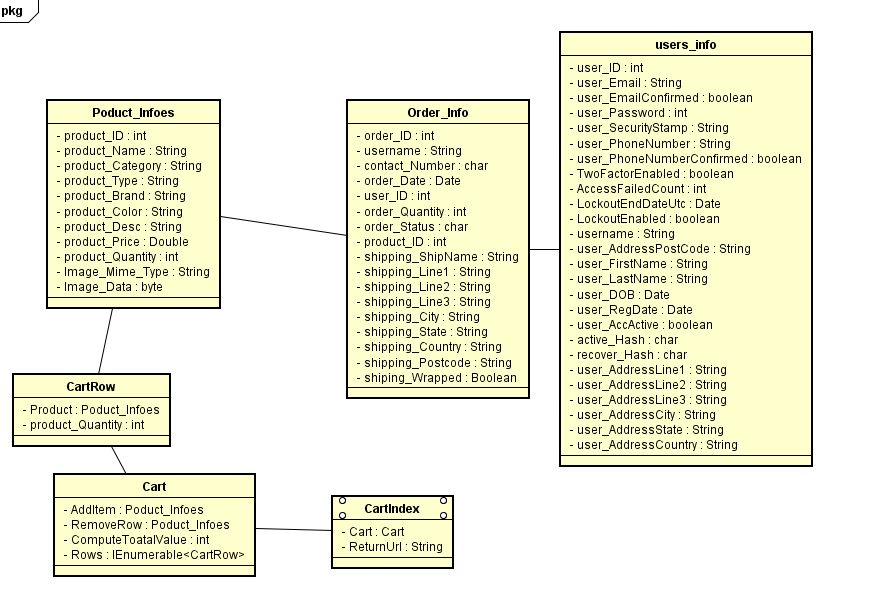 pkg
Poduct_Infoes
- product_ID : int
- product_Name : String
- product_Category : String
- product_Type : String
- product_Brand : String
- product_Color : String
- product_Desc : String
- product_Price : Double
- product_Quantity : int
- Image_Mime_Type : String
- Image_Data : byte
Order_Info
- order_ID : int
- username : String
- contact_Number : char
- order_Date : Date
- user_ID : int
- order_Quantity : int
- order_Status : char
- product_ID : int
- shipping_ShipName : String
- shipping_Line1 : String
- shipping_Line2 : String
- shipping_Line3 : String
- shipping_City : String
- shipping_State : String
- shipping_Country : String
- shipping_Postcode : String
- shiping_Wrapped : Boolean
users_info
- user_ID : int
- user_Email : String
- user_EmailConfirmed : boolean
- user_Password : int
- user_SecurityStamp : String
- user_PhoneNumber : String
- user_PhoneNumberConfirmed : boolean
- TwoFactorEnabled : boolean
- AccessFailedCount : int
- LockoutEndDateUtc : Date
- LockoutEnabled : boolean
- username : String
- user_AddressPostCode : String
- user_FirstName : String
- user_LastName : String
- user_DOB : Date
- user_RegDate : Date
- user_AccActive : boolean
- active_Hash : char
- recover_Hash : char
- user_AddressLine1 : String
- user_AddressLine2 : String
- user_AddressLine3 : String
- user_AddressCity : String
- user_AddressState : String
- user_AddressCountry : String
CartRow
- Product : Poduct_Infoes
- product_Quantity : int
Cart
- AddItem : Poduct_Infoes
- RemoveRow : Poduct_Infoes
- ComputeToatalValue : int
- Rows : IEnumerable<CartRow>
CartIndex
- Cart : Cart
- ReturnUrl : String